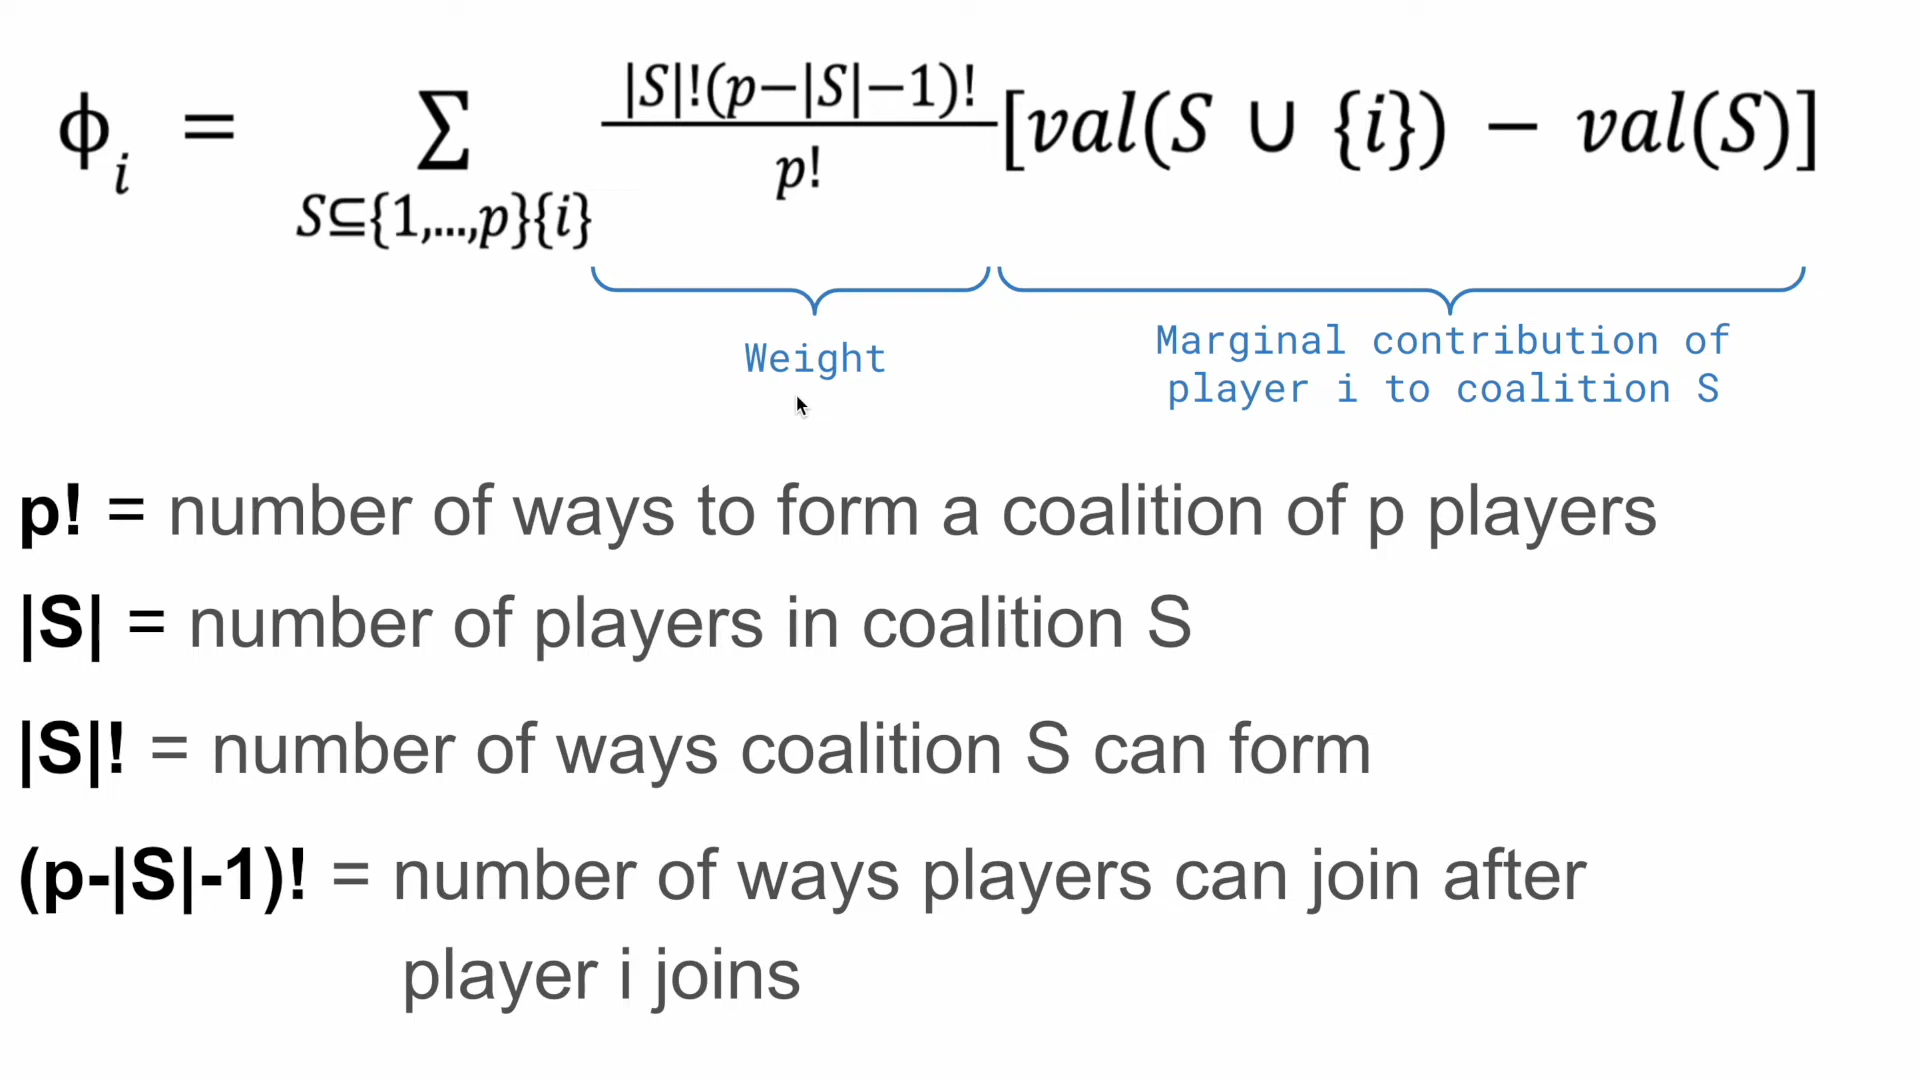 ϕi = ∑ S⊆{1,...,p}{i} |S|!(p−|S|−1)! / p! [val(S ∪ {i}) − val(S)]
Weight
Marginal contribution of
player i to coalition S
p! = number of ways to form a coalition of p players
|S| = number of players in coalition S
|S|! = number of ways coalition S can form
(p-|S|-1)! = number of ways players can join after
player i joins